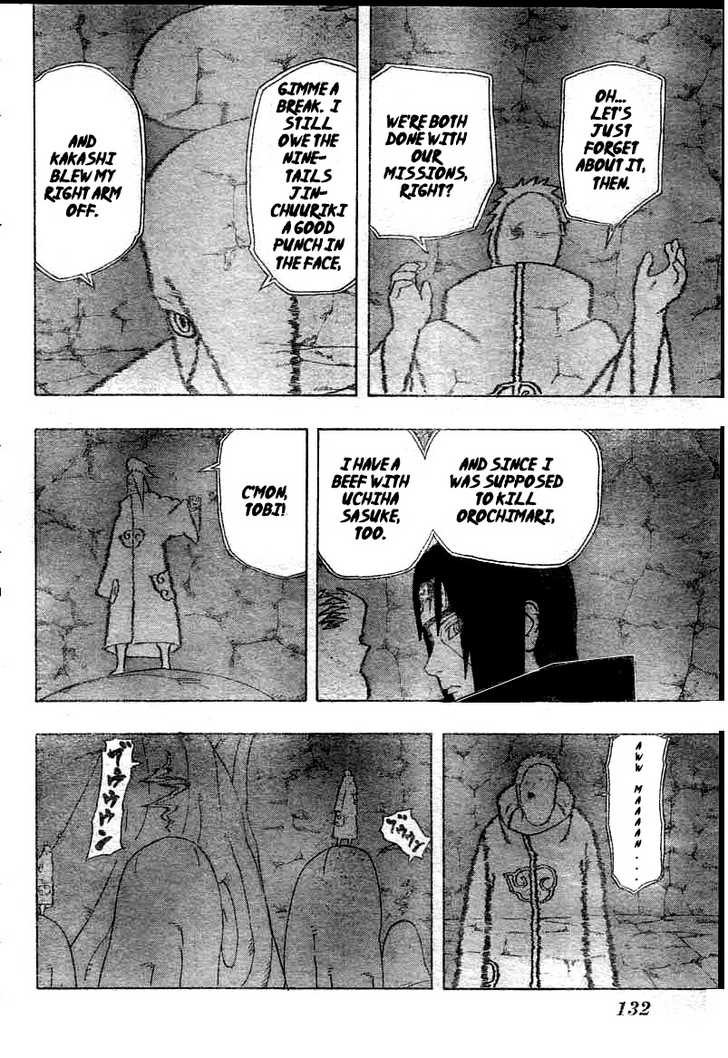 OH...
LET'S
JUST
FORGET
ABOUT IT,
THEN.
WE'RE BOTH
DONE WITH
OUR
MISSIONS,
RIGHT?
GIMME A
BREAK. I
STILL
OWE THE
NINE-
TAILS
JIN-
CHUURIKI
A GOOD
PUNCH IN
THE FACE,
AND
KAKASHI
BLEW MY
RIGHT ARM
OFF.
AND SINCE I
WAS SUPPOSED
TO KILL
OROCHIMARI,
I HAVE A
BEEF WITH
UCHIHA
SASUKE,
TOO.
C'MON,
TOBI!
AWW MAAAAN...
132